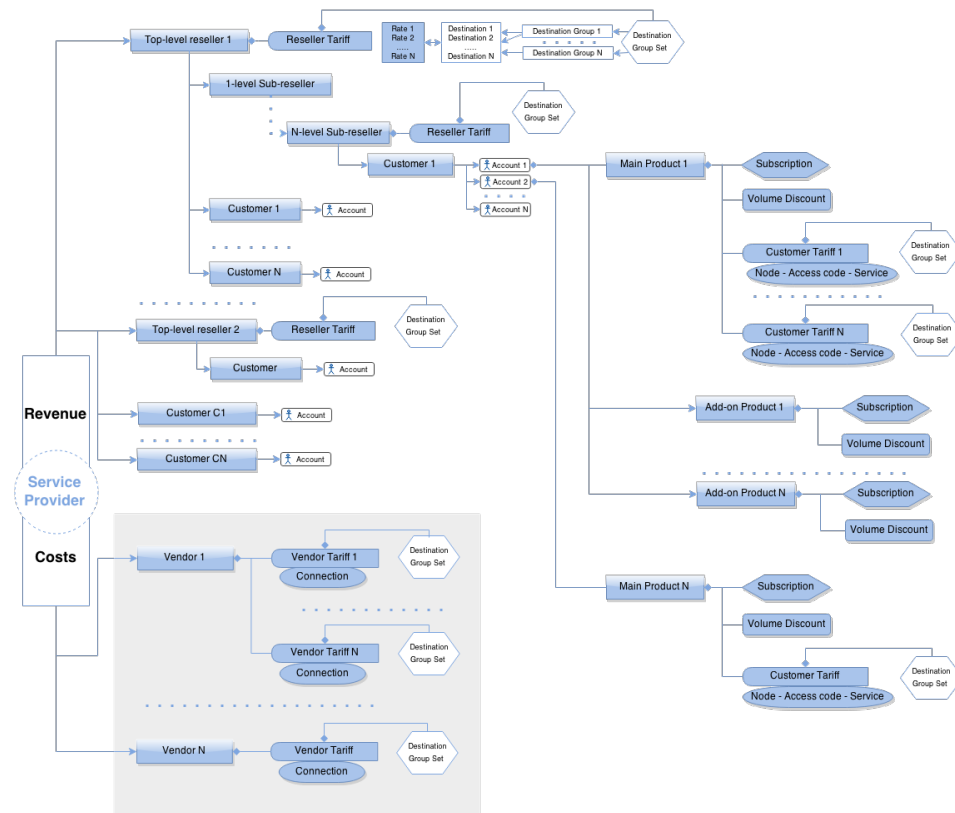 Top-level reseller 1
Reseller Tariff
Rate 1
Rate 2
.....
Rate N
Destination 1
Destination 2
.....
Destination N
Destination Group 1
Destination Group N
Destination
Group Set
1-level Sub-reseller
N-level Sub-reseller
Reseller Tariff
Destination
Group Set
Customer 1
Account 1
Account 2
Account N
Main Product 1
Subscription
Volume Discount
Customer Tariff 1
Node - Access code - Service
Destination
Group Set
Customer Tariff N
Node - Access code - Service
Destination
Group Set
Customer 1
Account
Customer N
Account
Top-level reseller 2
Reseller Tariff
Destination
Group Set
Customer
Account
Customer C1
Account
Customer CN
Account
Add-on Product 1
Subscription
Volume Discount
Add-on Product N
Subscription
Volume Discount
Revenue
Service
Provider
Costs
Vendor 1
Vendor Tariff 1
Connection
Destination
Group Set
Vendor Tariff N
Connection
Destination
Group Set
Vendor N
Vendor Tariff
Connection
Destination
Group Set
Main Product N
Subscription
Volume Discount
Customer Tariff
Node - Access code - Service
Destination
Group Set